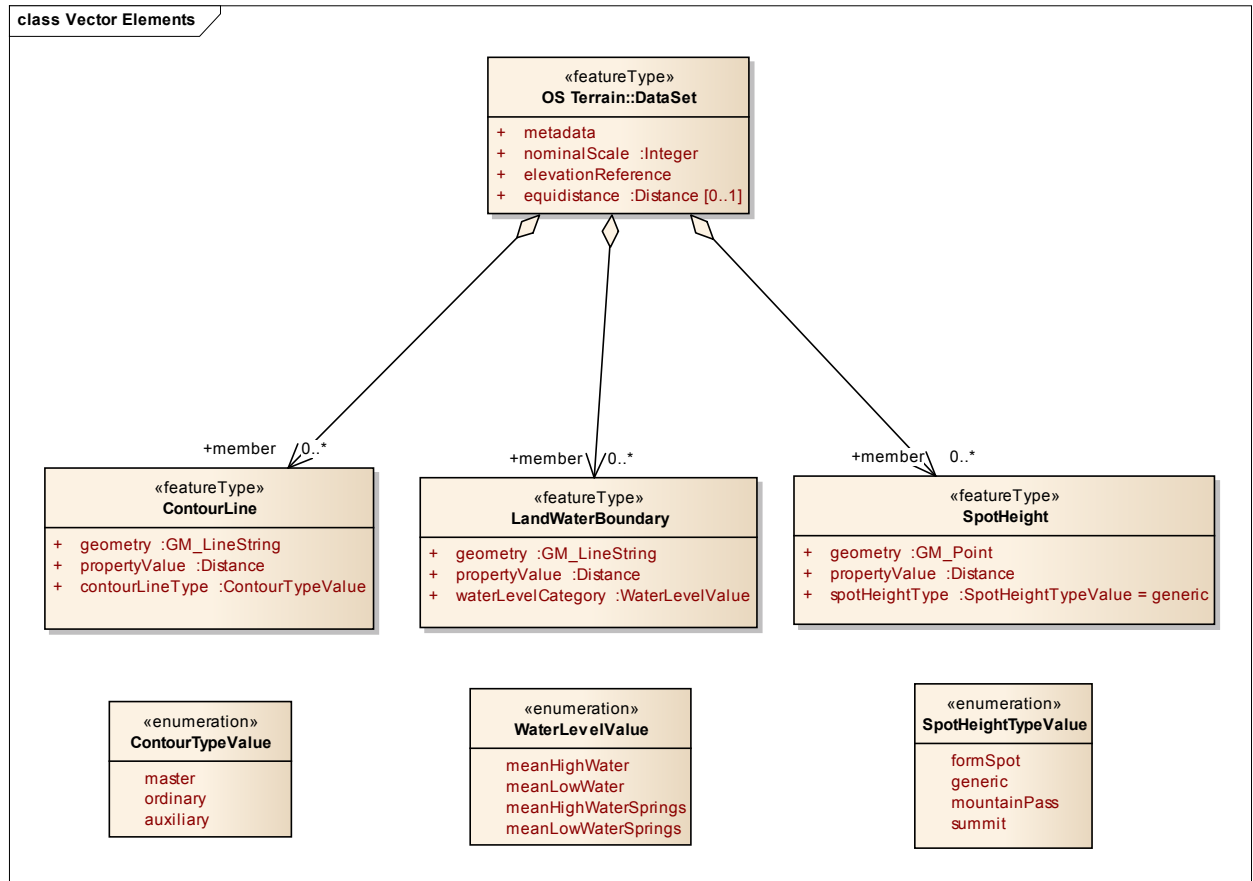 class Vector Elements
«featureType»
OS Terrain::DataSet
+ metadata
+ nominalScale :Integer
+ elevationReference
+ equidistance :Distance [0..1]
+member 0..*
+member 0..*
+member 0..*
«featureType»
ContourLine
+ geometry :GM_LineString
+ propertyValue :Distance
+ contourLineType :ContourTypeValue
«featureType»
LandWaterBoundary
+ geometry :GM_LineString
+ propertyValue :Distance
+ waterLevelCategory :WaterLevelValue
«featureType»
SpotHeight
+ geometry :GM_Point
+ propertyValue :Distance
+ spotHeightType :SpotHeightTypeValue = generic
«enumeration»
ContourTypeValue
master
ordinary
auxiliary
«enumeration»
WaterLevelValue
meanHighWater
meanLowWater
meanHighWaterSprings
meanLowWaterSprings
«enumeration»
SpotHeightTypeValue
formSpot
generic
mountainPass
summit